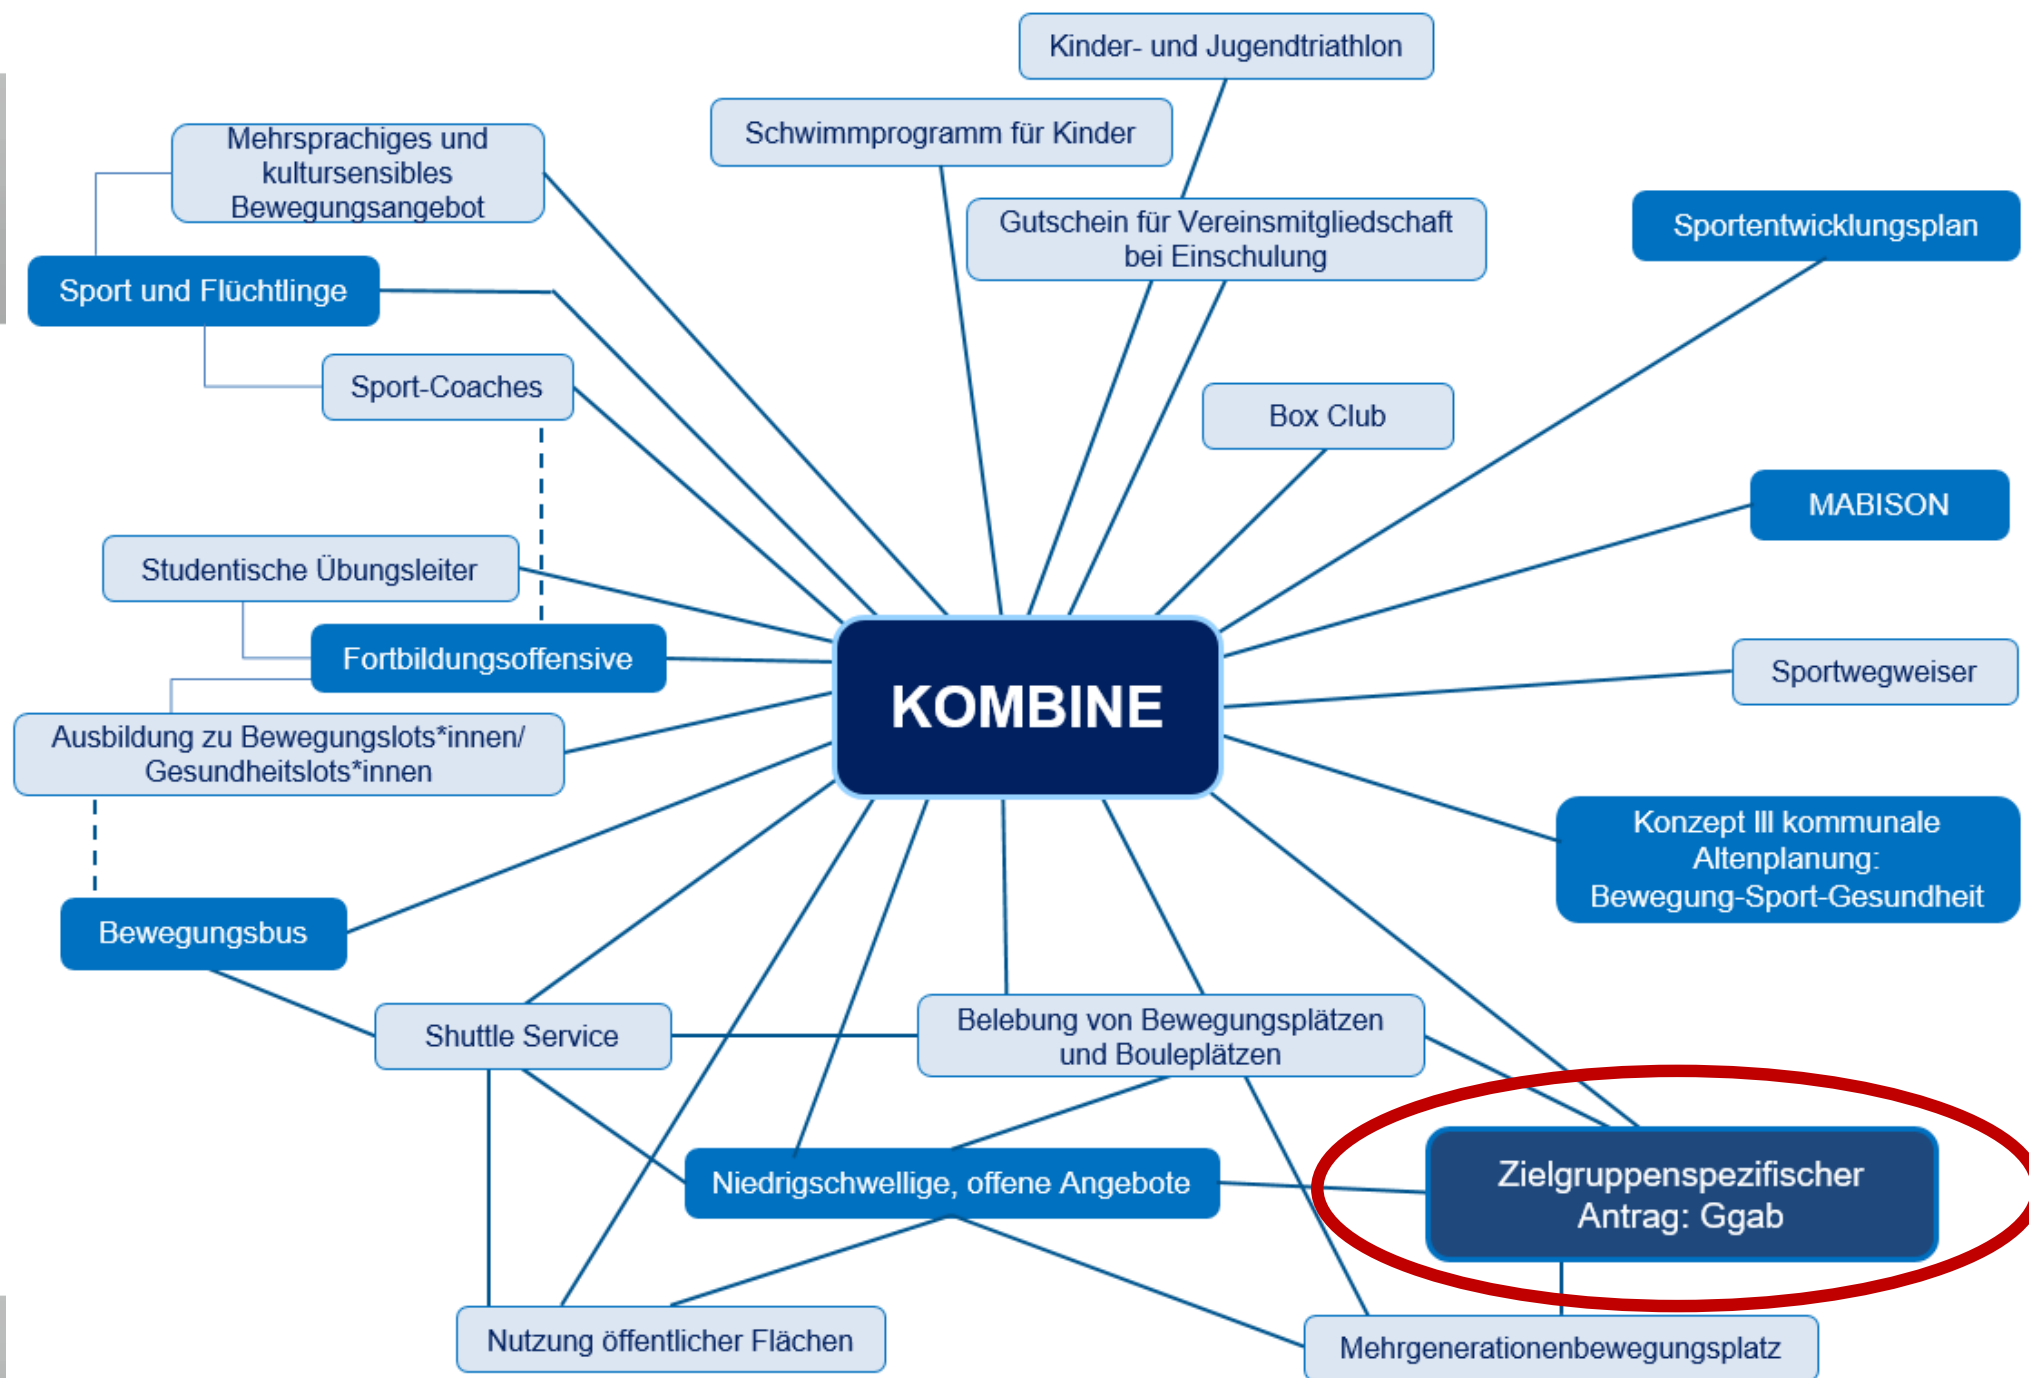 Kinder- und Jugendtriathlon
Schwimmprogramm für Kinder
Mehrsprachiges und
kultursensibles
Bewegungsangebot
Gutschein für Vereinsmitgliedschaft
bei Einschulung
Sportentwicklungsplan
Sport und Flüchtlinge
Sport-Coaches
Box Club
MABISON
Studentische Übungsleiter
Fortbildungsoffensive
Sportwegweiser
KOMBINE
Ausbildung zu Bewegungslots*innen/
Gesundheitslots*innen
Konzept III kommunale
Altenplanung:
Bewegung-Sport-Gesundheit
Bewegungsbus
Shuttle Service
Belebung von Bewegungsplätzen
und Bouleplätzen
Niedrigschwellige, offene Angebote
Zielgruppenspezifischer
Antrag: Ggab
Nutzung öffentlicher Flächen
Mehrgenerationenbewegungsplatz